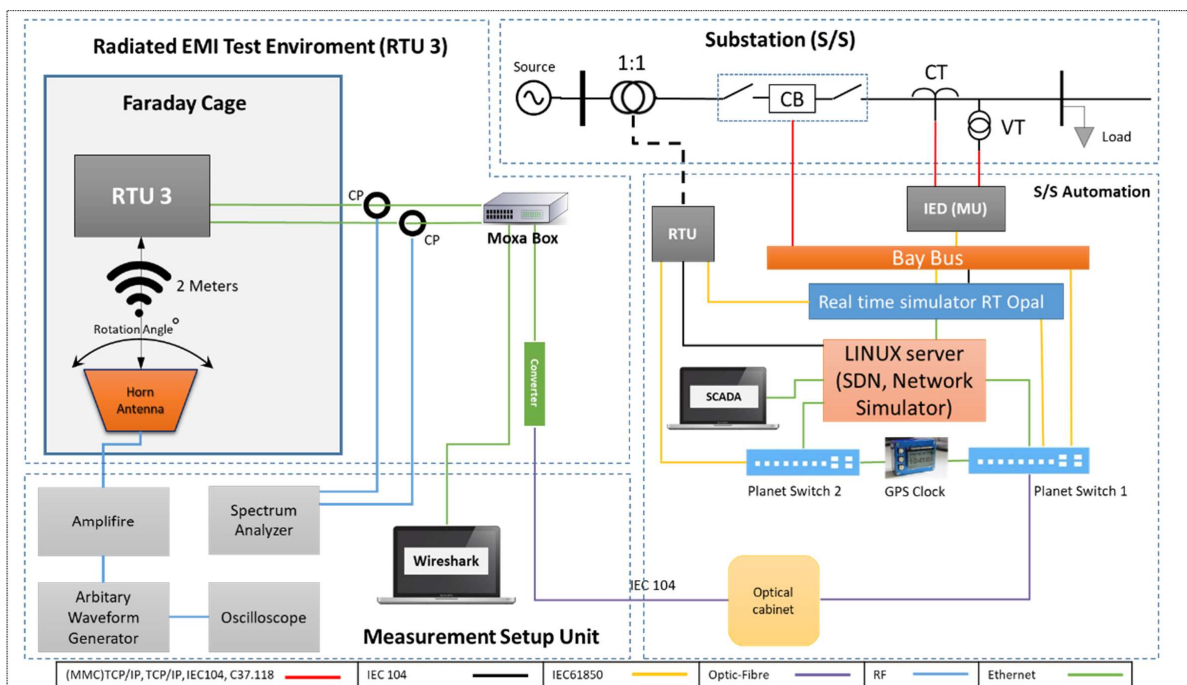 Radiated EMI Test Enviroment (RTU 3)
Faraday Cage
RTU 3
2 Meters
Rotation Angle°
Horn
Antenna
CP
CP
Moxa Box
Converter
Substation (S/S)
Source
1:1
CB
CT
VT
Load
S/S Automation
RTU
IED (MU)
Bay Bus
Real time simulator RT Opal
LINUX server
(SDN, Network
Simulator)
SCADA
Planet Switch 2
GPS Clock
Planet Switch 1
Amplifire
Spectrum
Analyzer
Arbitary
Waveform
Generator
Oscilloscope
Wireshark
Measurement Setup Unit
IEC 104
Optical
cabinet
(MMC)TCP/IP, TCP/IP, IEC104, C37.118
IEC 104
IEC61850
Optic-Fibre
RF
Ethernet